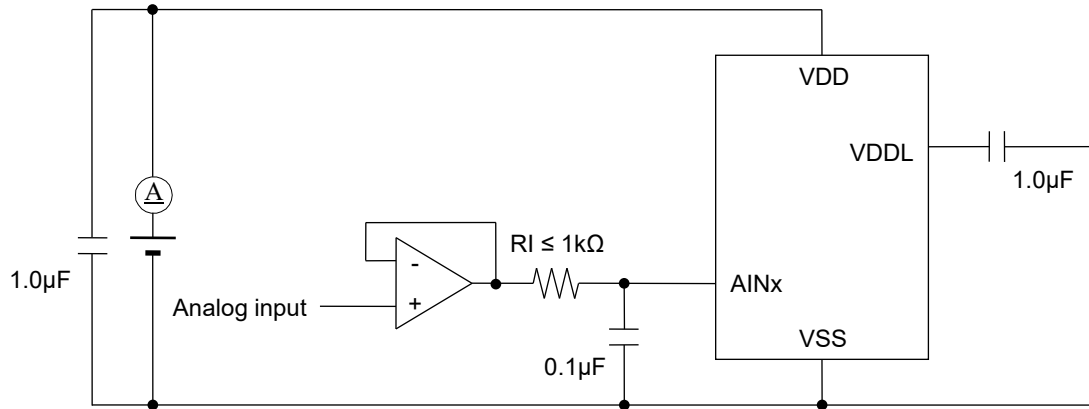 VDD
VDDL
1.0µF
A
RI ≤ 1kΩ
1.0µF
-
+
AINx
Analog input
VSS
0.1µF